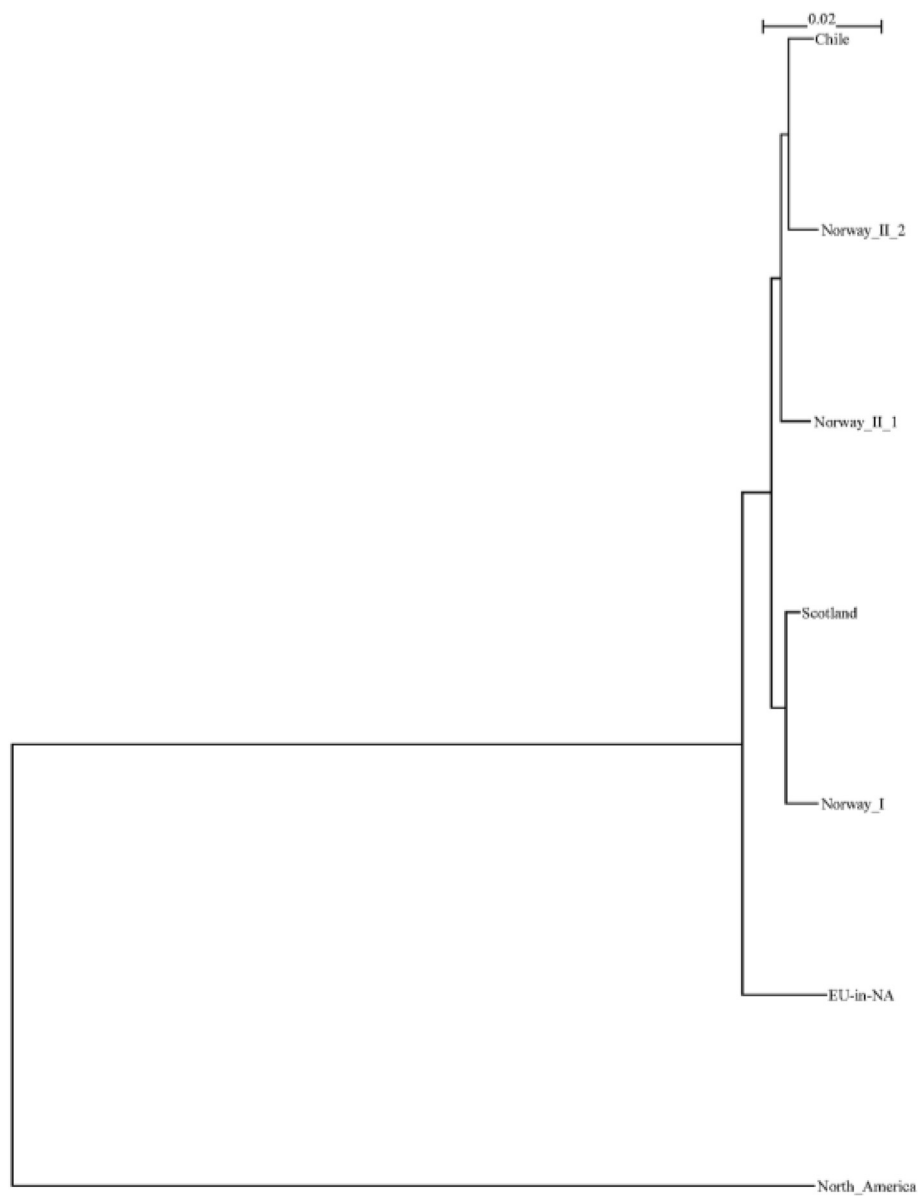 0.02
Chile
Norway_II_2
Norway_II_1
Scotland
Norway_I
EU-in-NA
North_America